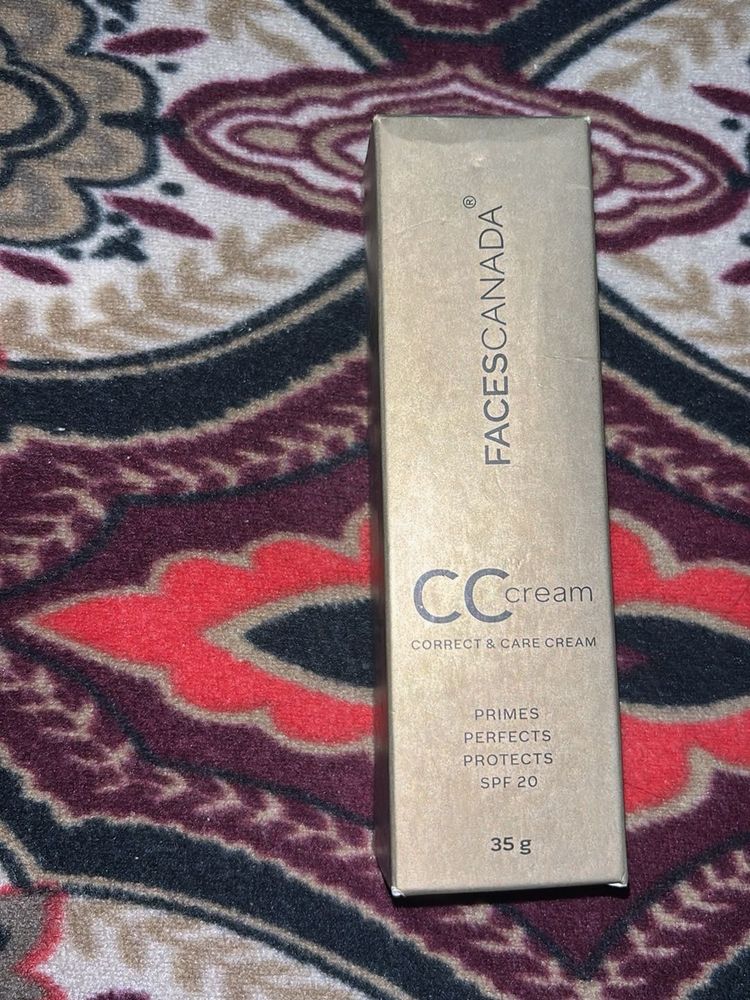 FACESCANADA®
CC cream
CORRECT & CARE CREAM
PRIMES
PERFECTS
PROTECTS
SPF 20
35 g